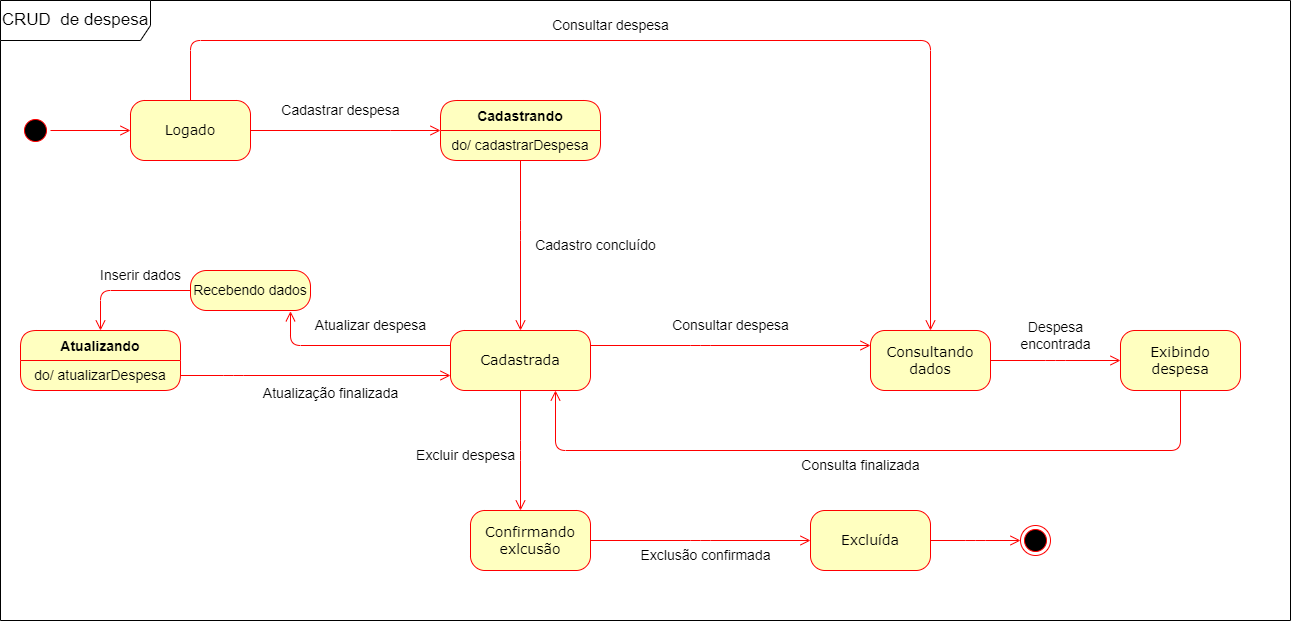 CRUD  de despesa
Consultar despesa
Cadastrar despesa
Logado
Cadastrando
do/ cadastrarDespesa
Cadastro concluído
Inserir dados
Recebendo dados
Atualizar despesa
Consultar despesa
Despesa
encontrada
Atualizando
do/ atualizarDespesa
Cadastrada
Consultando
dados
Exibindo
despesa
Atualização finalizada
Excluir despesa
Consulta finalizada
Confirmando
exlcusão
Exclusão confirmada
Excluída